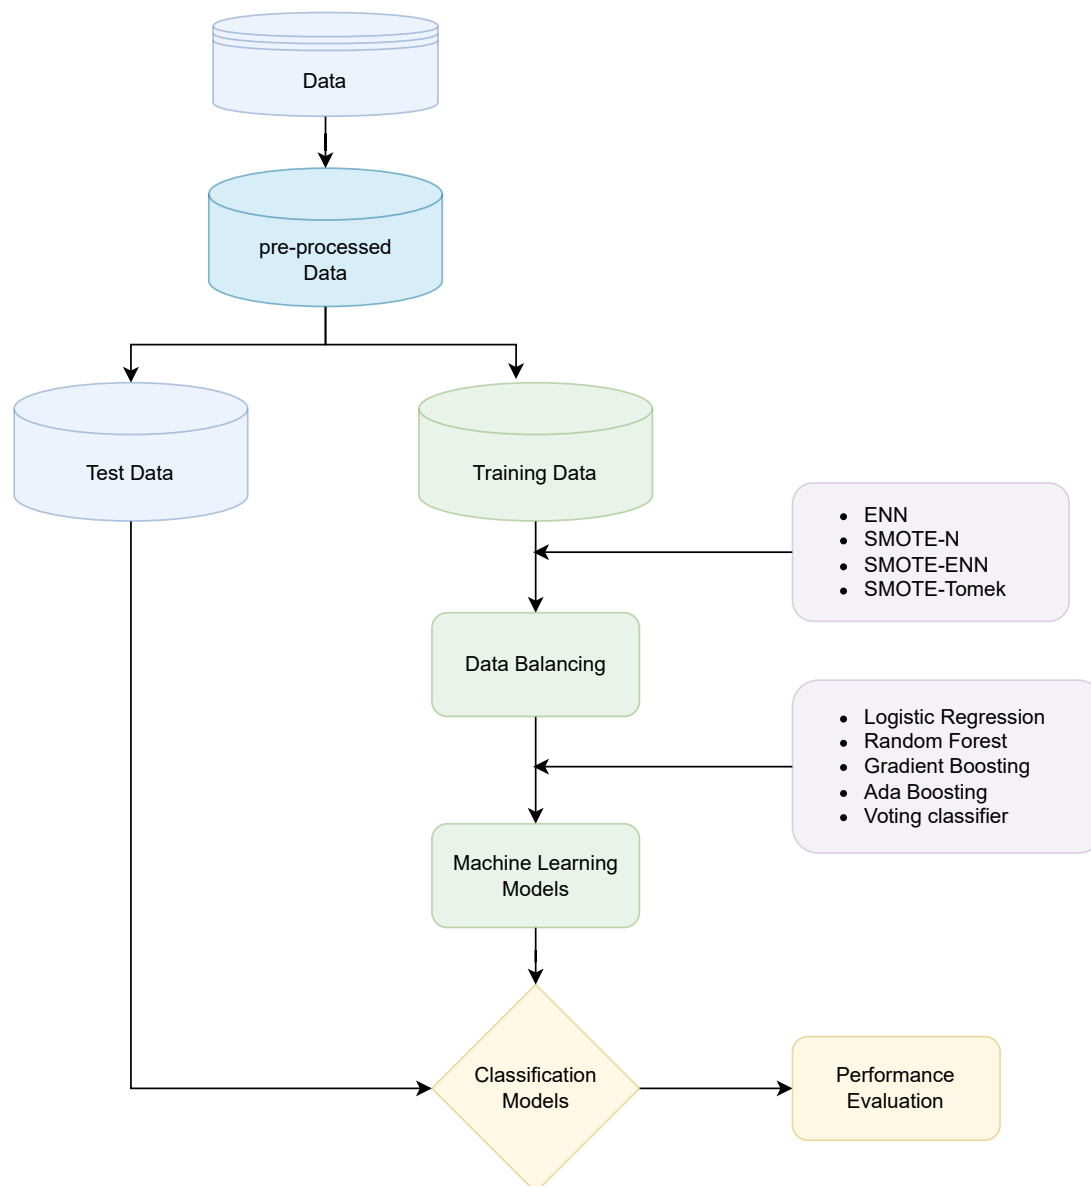 Data
pre-processed
Data
Test Data
Training Data
ENN
SMOTE-N
SMOTE-ENN
SMOTE-Tomek
Data Balancing
Logistic Regression
Random Forest
Gradient Boosting
Ada Boosting
Voting classifier
Machine Learning
Models
Classification
Models
Performance
Evaluation